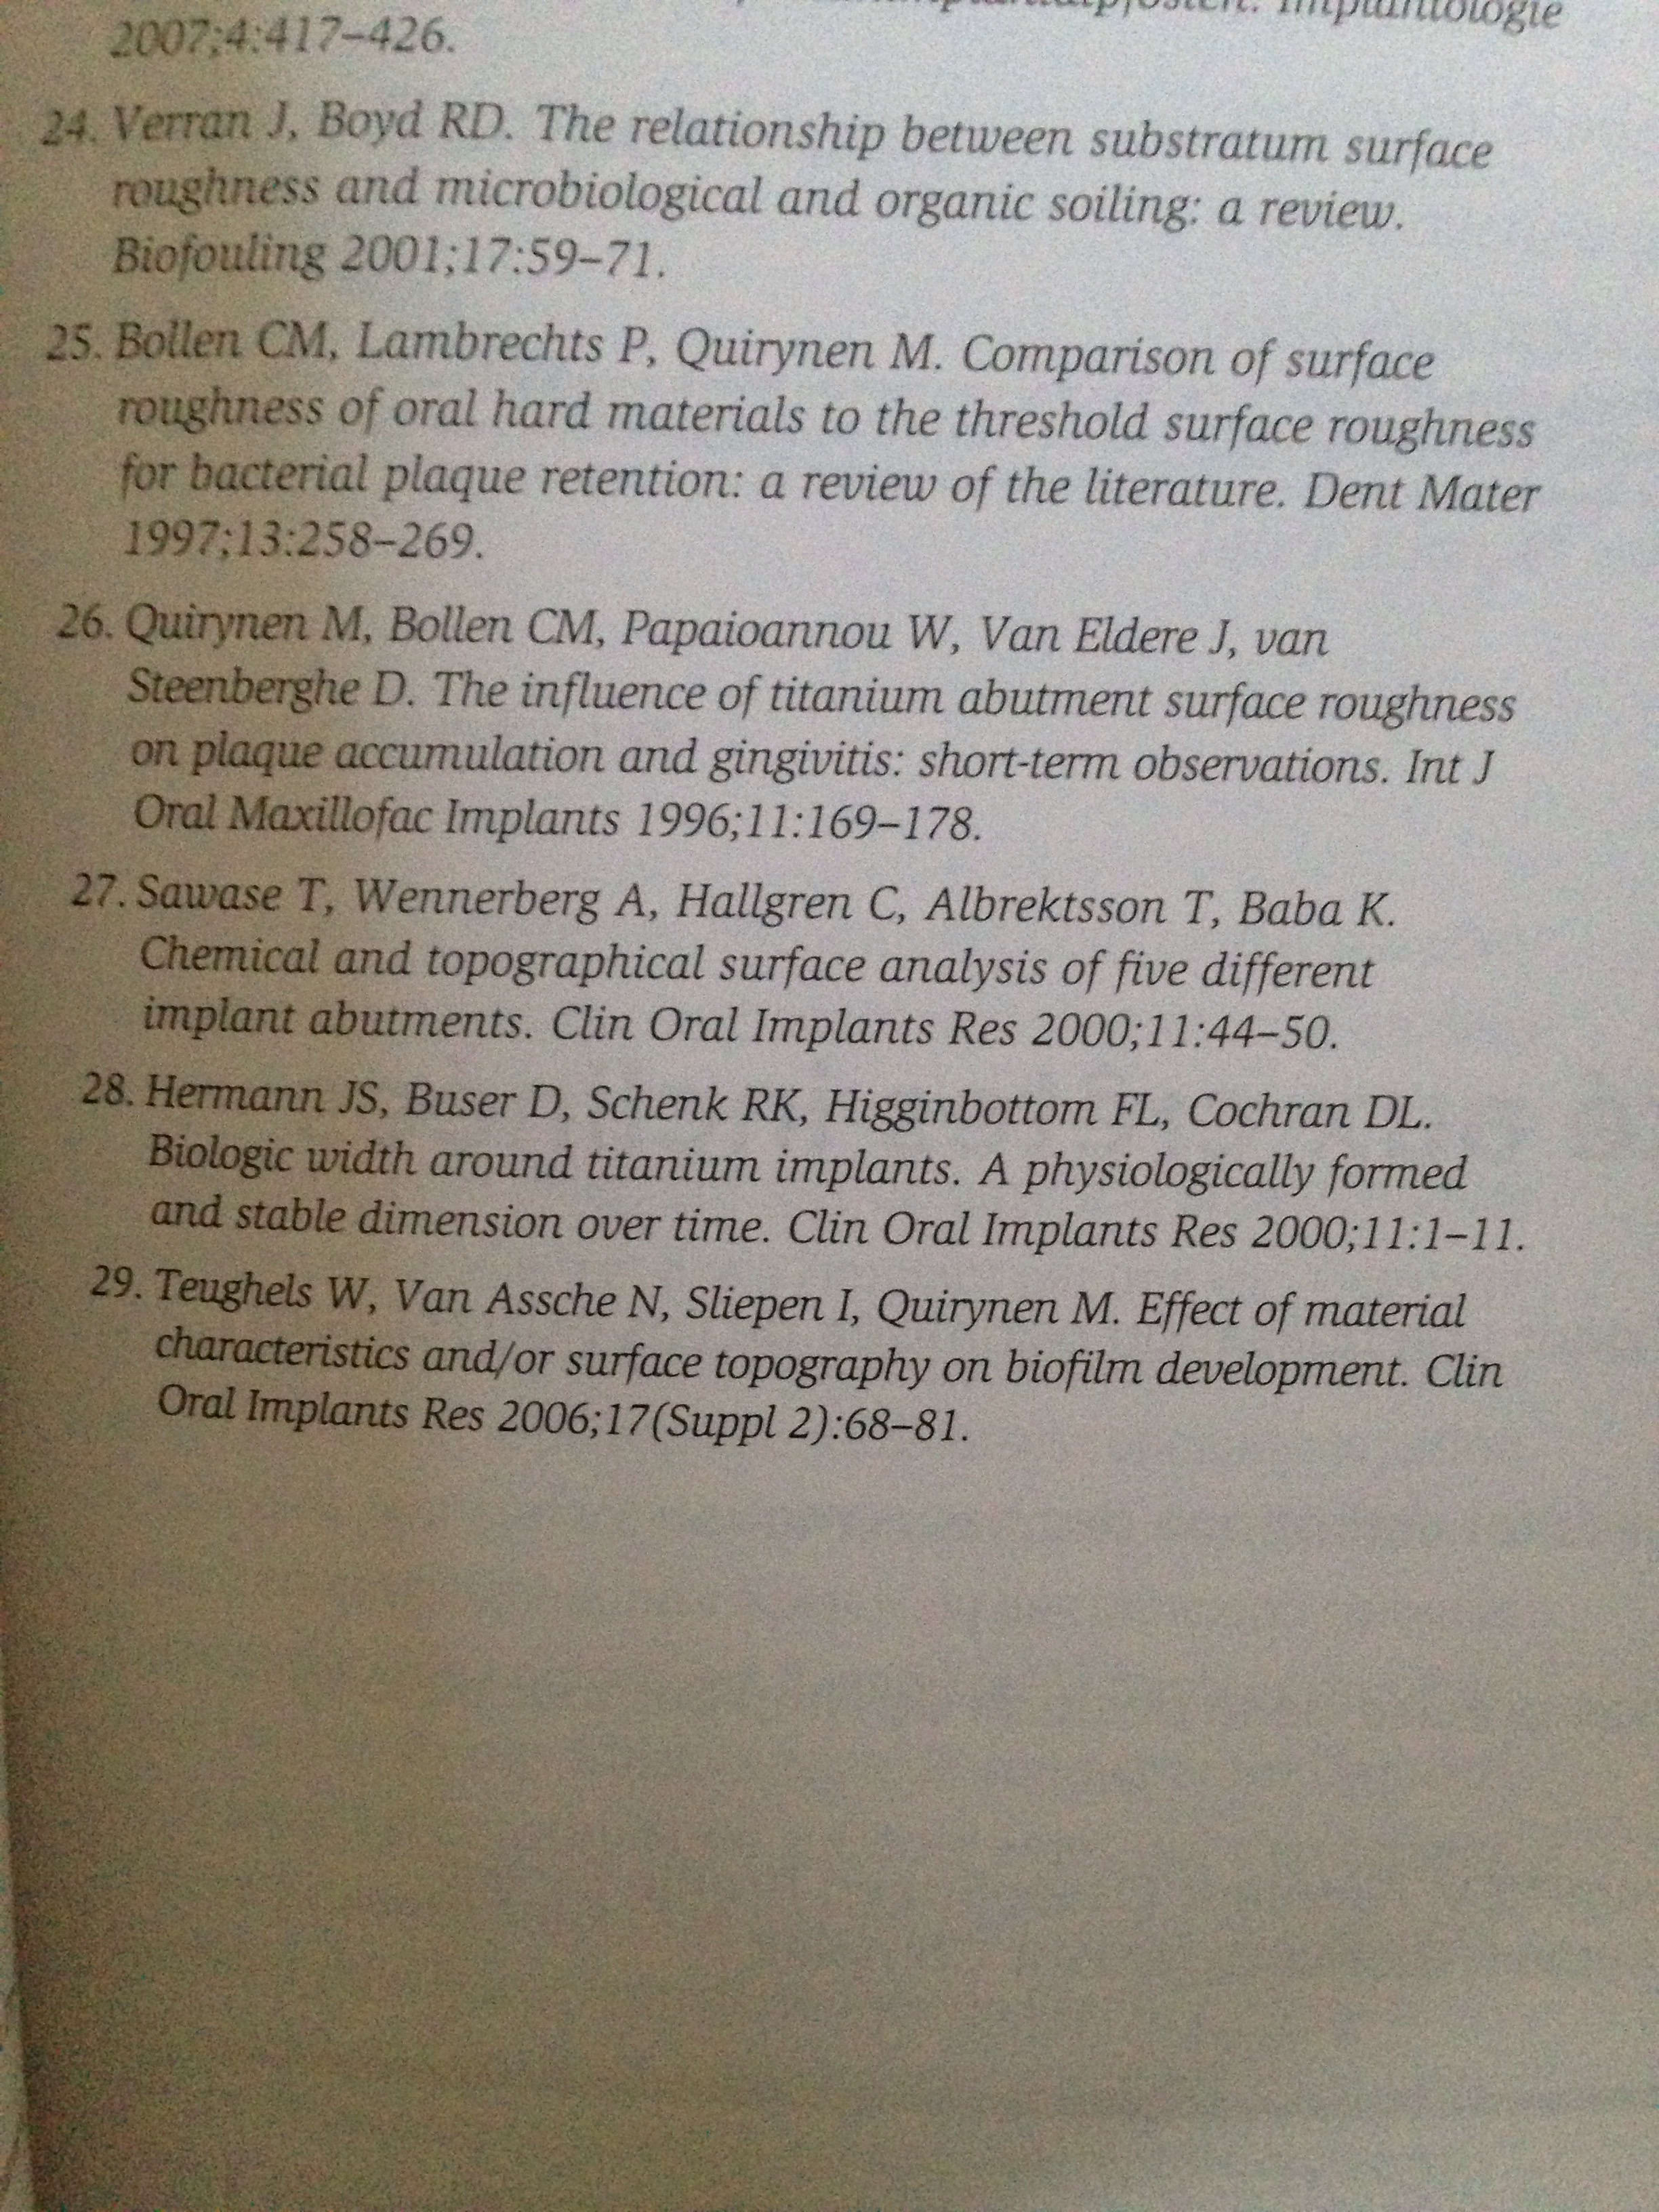 Implantologie
2007;4:417–426.
24. Verran J, Boyd RD. The relationship between substratum surface
roughness and microbiological and organic soiling: a review.
Biofouling 2001;17:59–71.
25. Bollen CM, Lambrechts P, Quirynen M. Comparison of surface
roughness of oral hard materials to the threshold surface roughness
for bacterial plaque retention: a review of the literature. Dent Mater
1997;13:258–269.
26. Quirynen M, Bollen CM, Papaioannou W, Van Eldere J, van
Steenberghe D. The influence of titanium abutment surface roughness
on plaque accumulation and gingivitis: short-term observations. Int J
Oral Maxillofac Implants 1996;11:169–178.
27. Sawase T, Wennerberg A, Hallgren C, Albrektsson T, Baba K.
Chemical and topographical surface analysis of five different
implant abutments. Clin Oral Implants Res 2000;11:44–50.
28. Hermann JS, Buser D, Schenk RK, Higginbottom FL, Cochran DL.
Biologic width around titanium implants. A physiologically formed
and stable dimension over time. Clin Oral Implants Res 2000;11:1–11.
29. Teughels W, Van Assche N, Sliepen I, Quirynen M. Effect of material
characteristics and/or surface topography on biofilm development. Clin
Oral Implants Res 2006;17(Suppl 2):68–81.